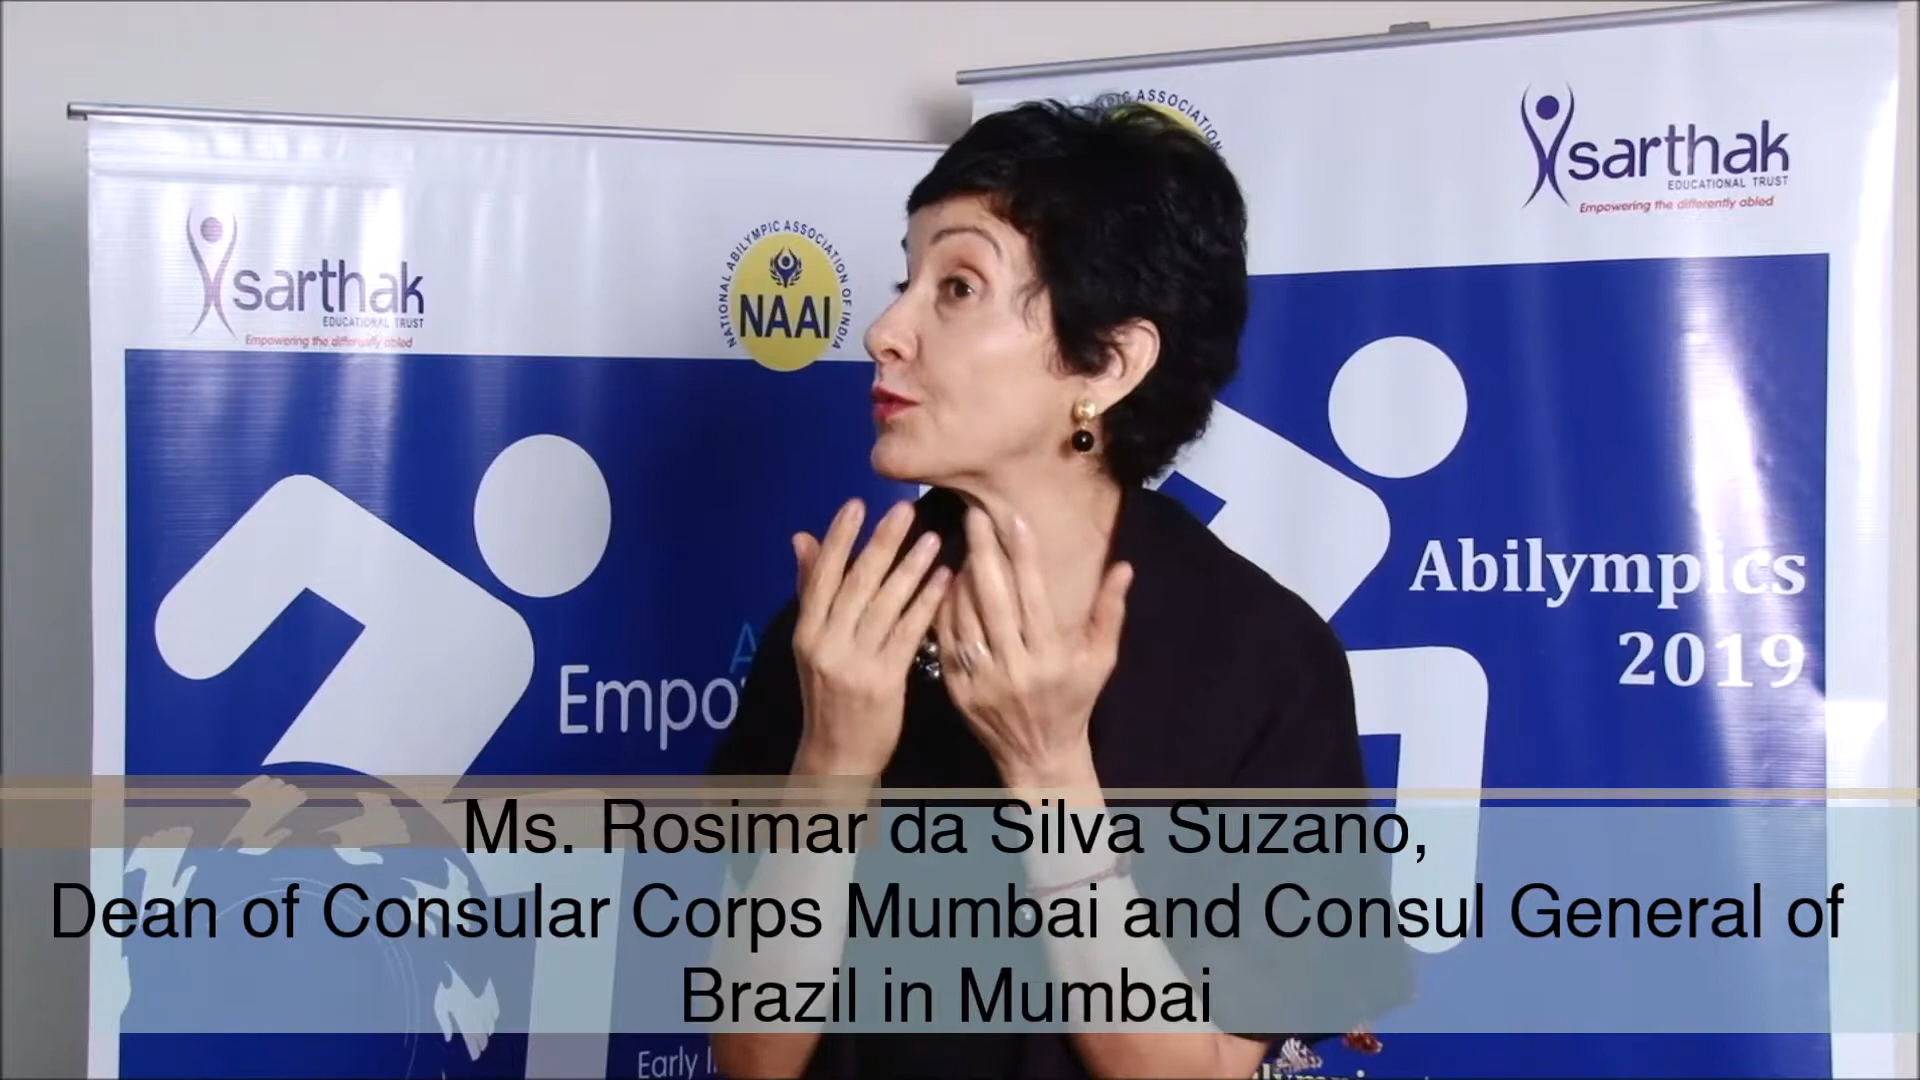 PIC ASSOCIATION
sarthak
EDUCATIONAL TRUST
Empowering the differently abled
sarthak
EDUCATIONAL TRUST
Empowering the differently abled
NATIONAL ABILYMPIC ASSOCIATION OF INDIA
NAAI
Abilympics
2019
A
Empo
Ms. Rosimar da Silva Suzano,
Dean of Consular Corps Mumbai and Consul General of
Brazil in Mumbai
Early I